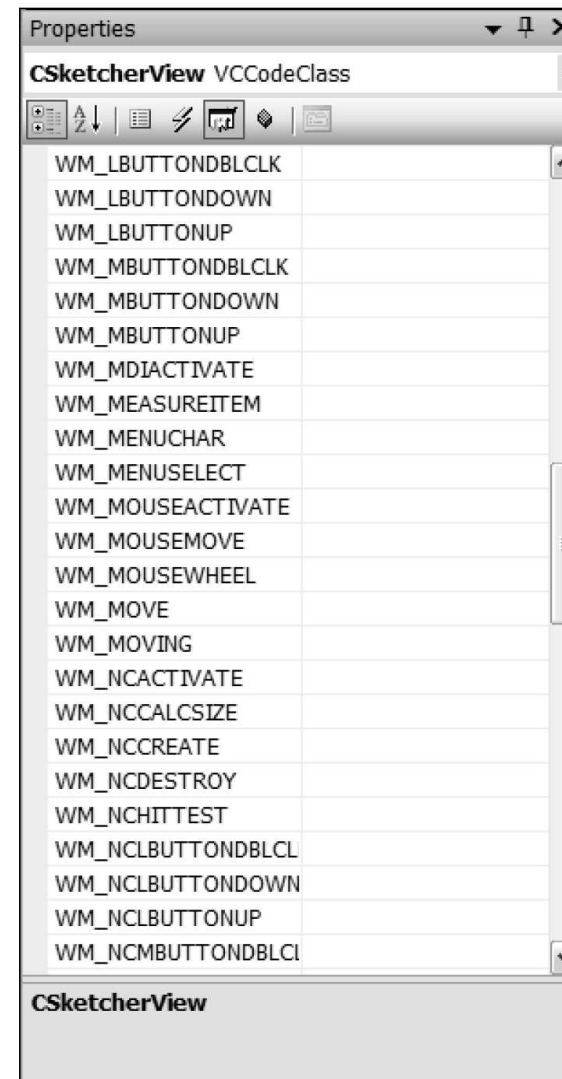 Properties
CSketcherView VCCodeClass
WM_LBUTTONDBLCLK
WM_LBUTTONDOWN
WM_LBUTTONUP
WM_MBUTTONDBLCLK
WM_MBUTTONDOWN
WM_MBUTTONUP
WM_MDIACTIVATE
WM_MEASUREITEM
WM_MENUCHAR
WM_MENUSELECT
WM_MOUSEACTIVATE
WM_MOUSEMOVE
WM_MOUSEWHEEL
WM_MOVE
WM_MOVING
WM_NCACTIVATE
WM_NCCALCSIZE
WM_NCCREATE
WM_NCDESTROY
WM_NCHITTEST
WM_NCLBUTTONDBLCL
WM_NCLBUTTONDOWN
WM_NCLBUTTONUP
WM_NCMBUTTONDBLCL
CSketcherView